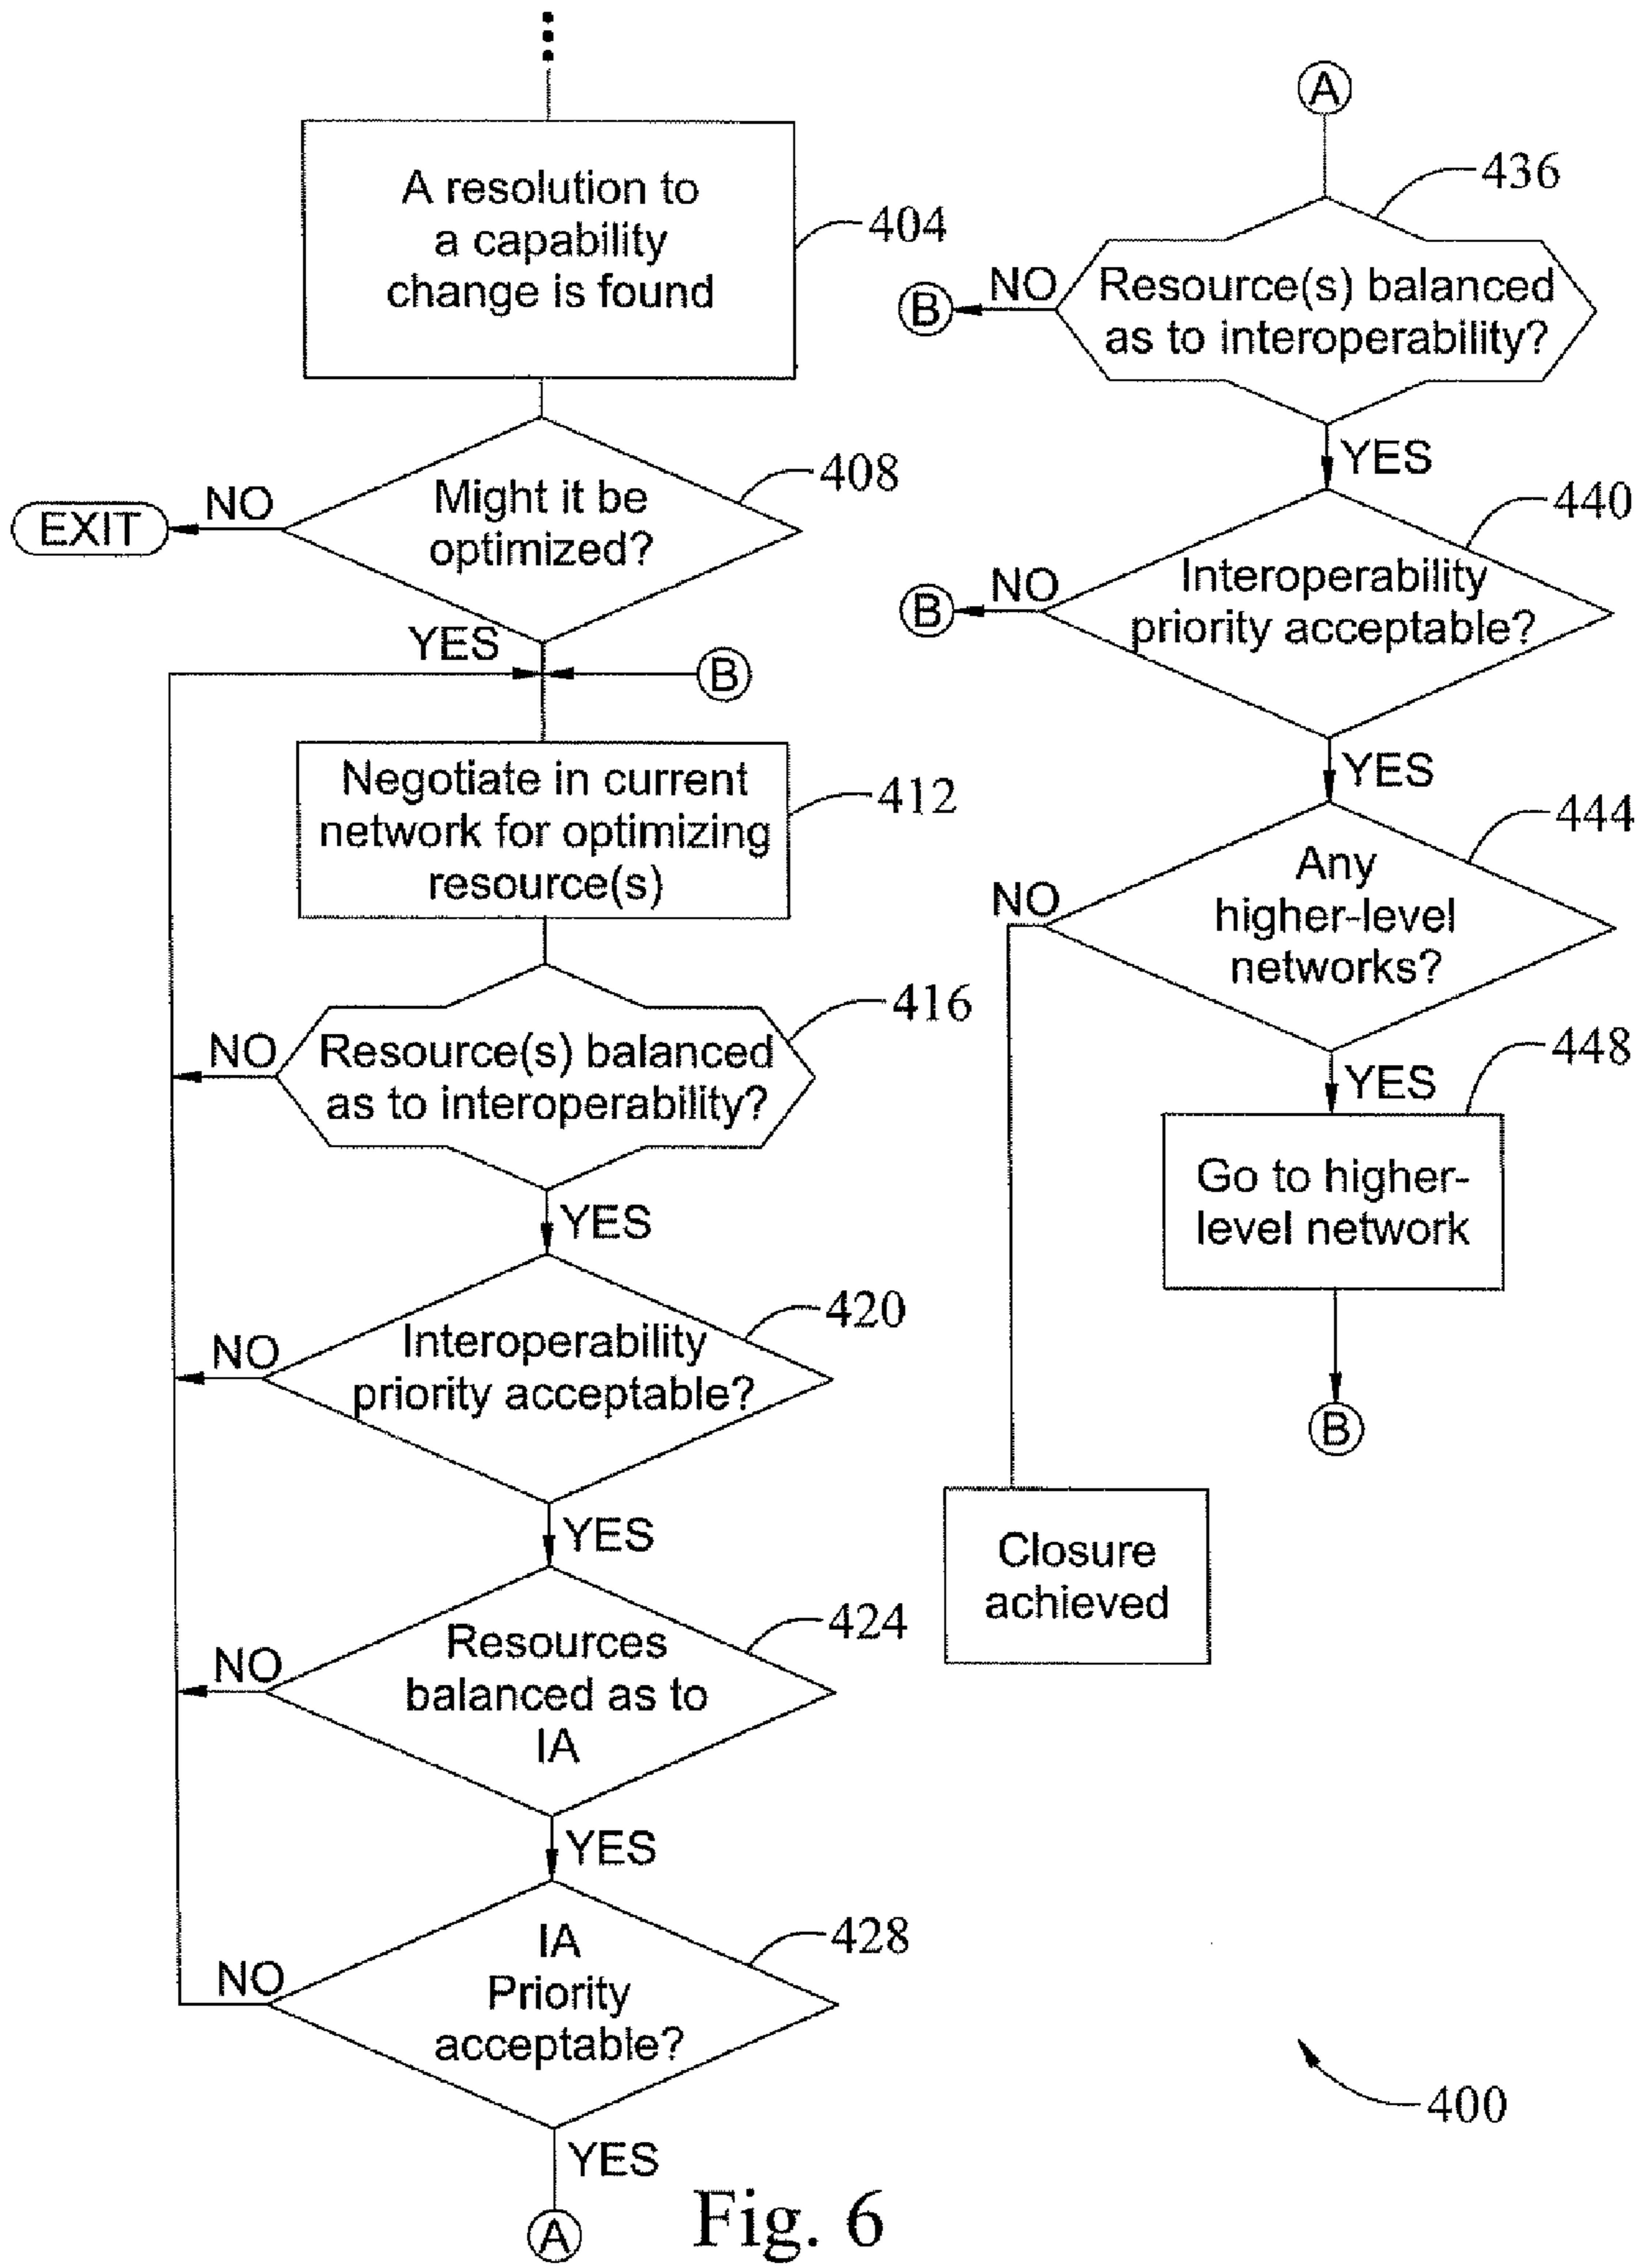 A resolution to
a capability
change is found
404
Might it be
optimized?
408
NO
EXIT
YES
B
Negotiate in current
network for optimizing
resource(s)
412
Resource(s) balanced
as to interoperability?
416
NO
YES
Interoperability
priority acceptable?
420
NO
YES
Resources
balanced as to
IA
424
NO
YES
IA
Priority
acceptable?
428
NO
YES
A
A
436
Resource(s) balanced
as to interoperability?
NO
B
YES
440
Interoperability
priority acceptable?
NO
B
YES
444
Any
higher-level
networks?
NO
YES
448
Go to higher-
level network
B
Closure
achieved
400
Fig. 6